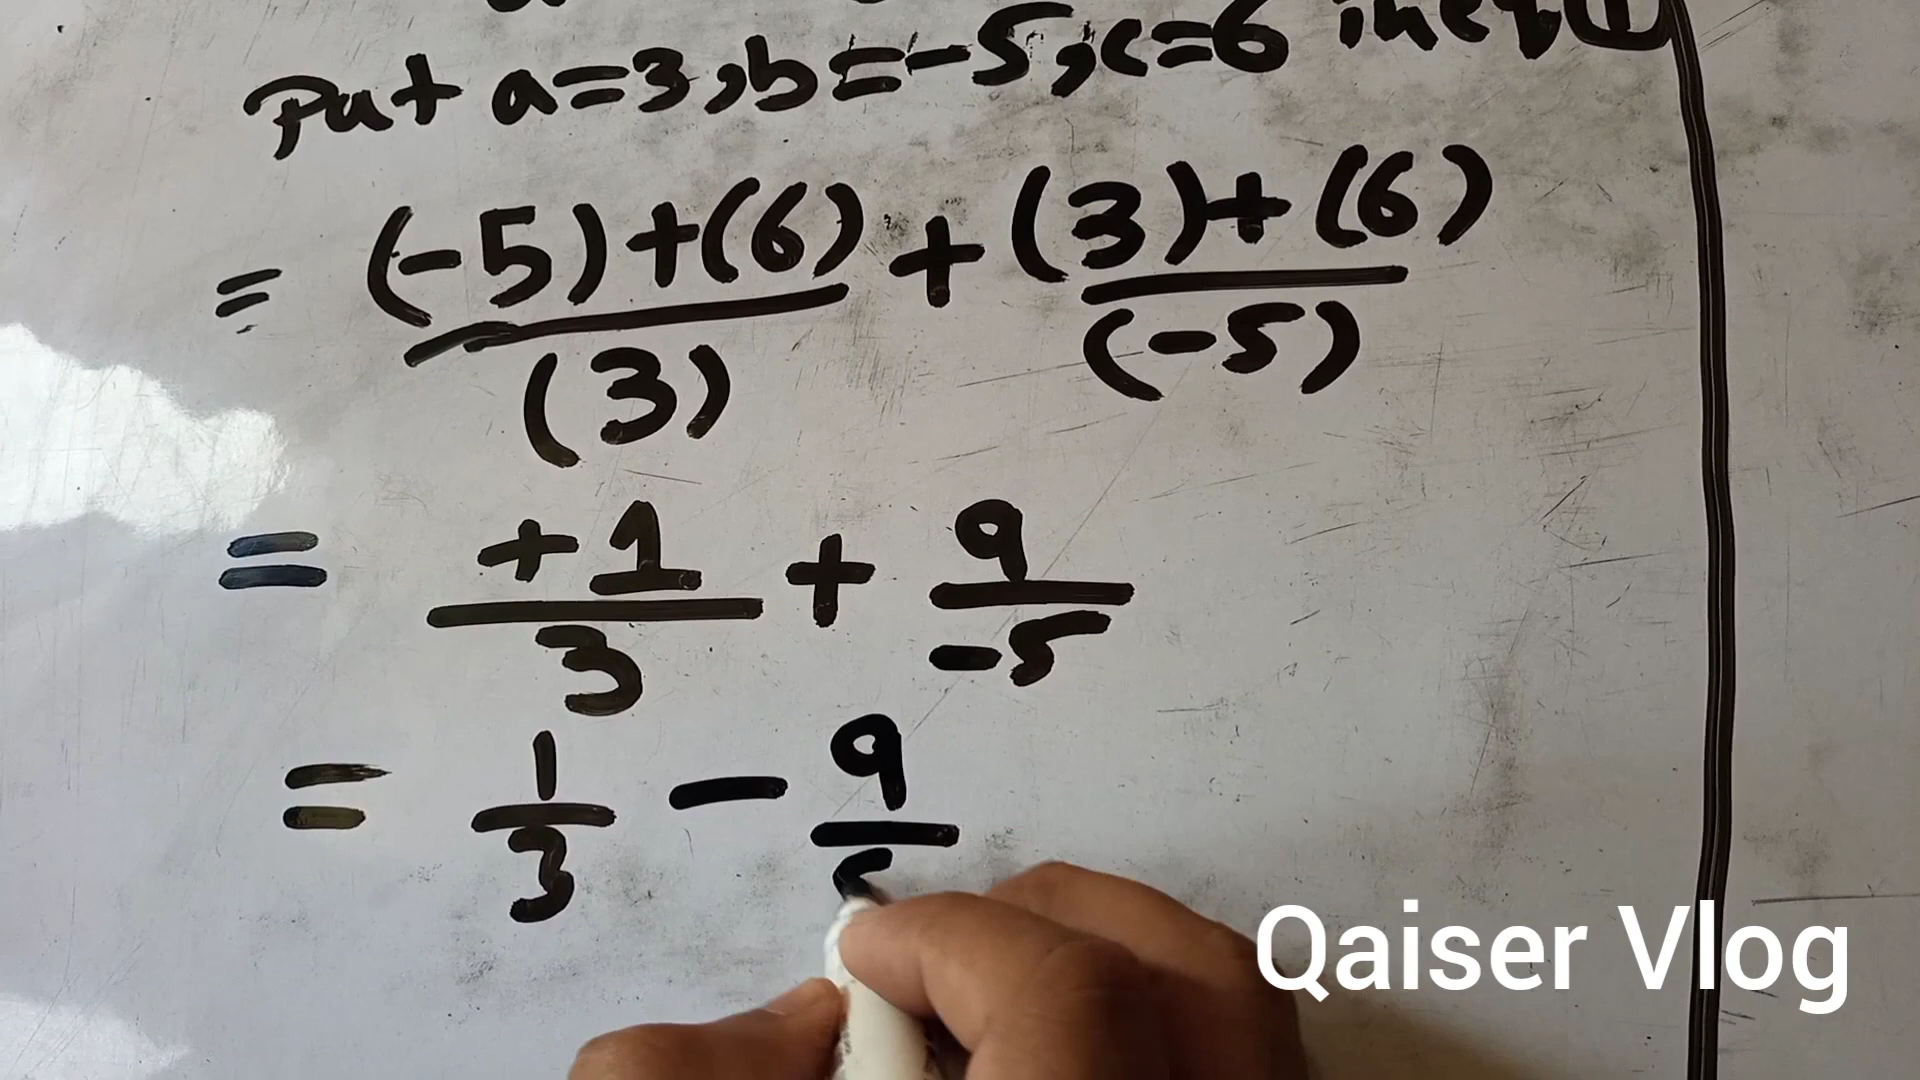 Put a=3,b=-5,c=6 in eq 1
= (-5)+(6)/(3) + (3)+(6)/(-5)
= +1/3 + 9/-5
= 1/3 - 9/5
Qaiser Vlog